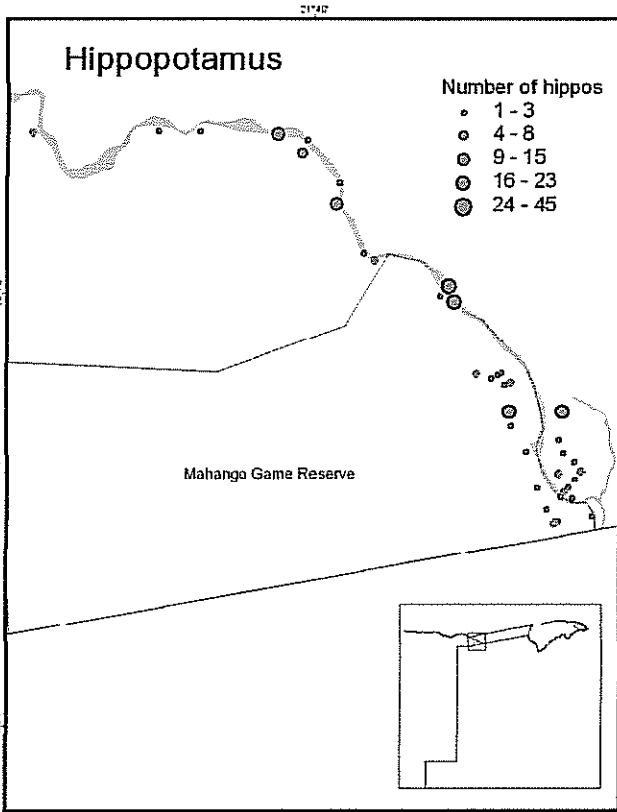 Hippopotamus
Number of hippos
1 - 3
4 - 8
9 - 15
16 - 23
24 - 45
Mahango Game Reserve